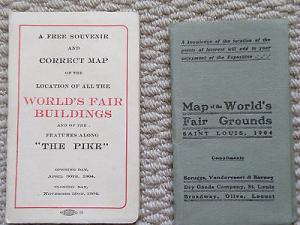 A FREE SOUVENIR
AND
CORRECT MAP
OF THE
LOCATION OF ALL THE
WORLD'S FAIR
BUILDINGS
AND OF THE
FEATURES ALONG
"THE PIKE"
OPENING DAY,
APRIL 30TH, 1904.
CLOSING DAY,
NOVEMBER 30TH, 1904.
A knowledge of the location of the
points of interest will add to your
enjoyment of the Exposition
Map of the World's
Fair Grounds
SAINT LOUIS, 1904
Compliments
Scruggs, Vandervoort & Barney
Dry Goods Company, St. Louis
Broadway, Olive, Locust